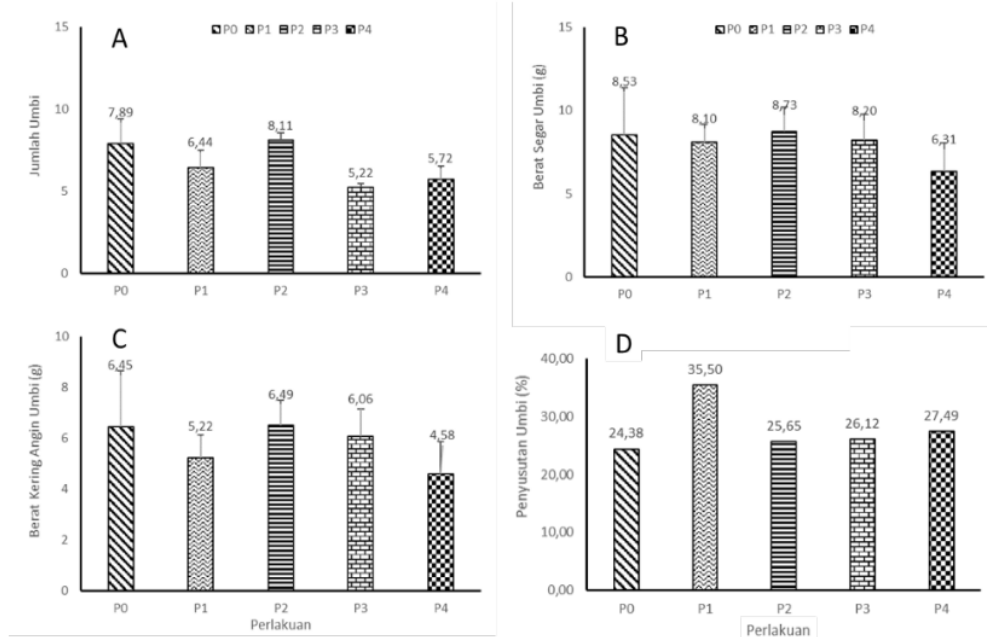 A
P0 P1 P2 P3 P4
Jumlah Umbi
15
10
5
0
7,89
6,44
8,11
5,22
5,72
P0 P1 P2 P3 P4
B
P0 P1 P2 P3 P4
Berat Segar Umbi (g)
15
10
5
0
8,53
8,10
8,73
8,20
6,31
P0 P1 P2 P3 P4
C
Berat Kering Angin Umbi (g)
10
8
6
4
2
0
6,45
5,22
6,49
6,06
4,58
P0 P1 P2 P3 P4
Perlakuan
D
Penyusutan Umbi (%)
40,00
30,00
20,00
10,00
0,00
24,38
35,50
25,65
26,12
27,49
P0 P1 P2 P3 P4
Perlakuan